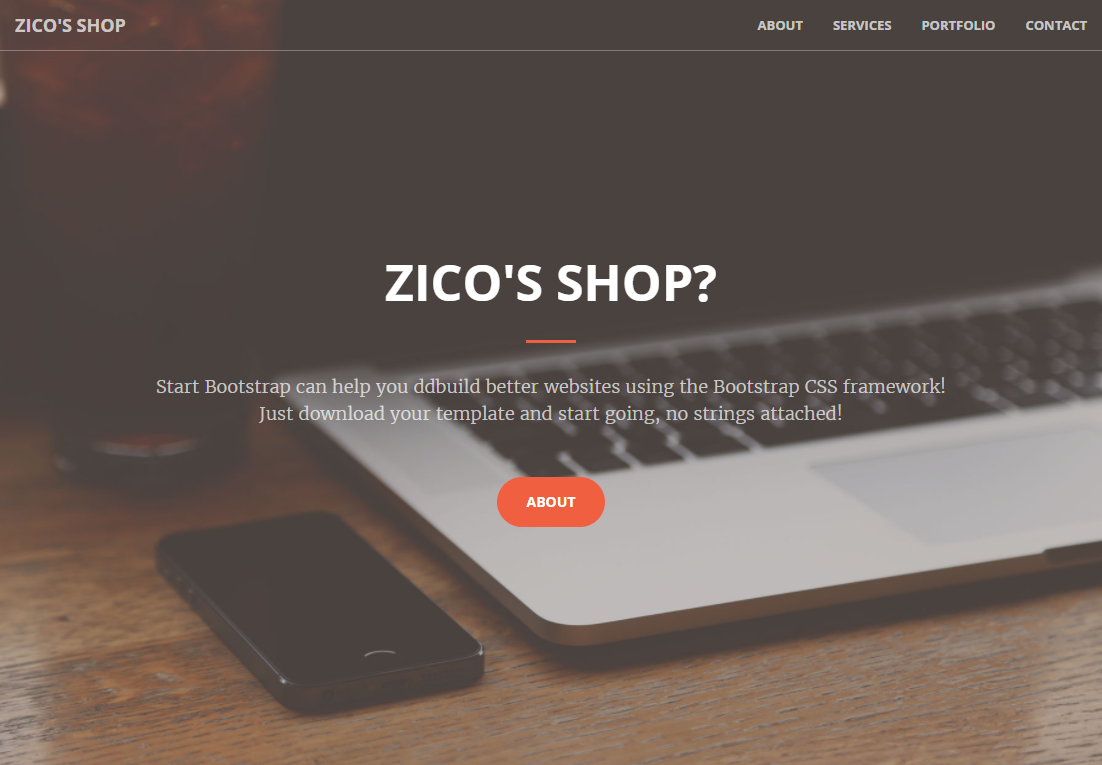 ZICO'S SHOP
ABOUT SERVICES PORTFOLIO CONTACT
ZICO'S SHOP?
Start Bootstrap can help you ddbuild better websites using the Bootstrap CSS framework!
Just download your template and start going, no strings attached!
ABOUT